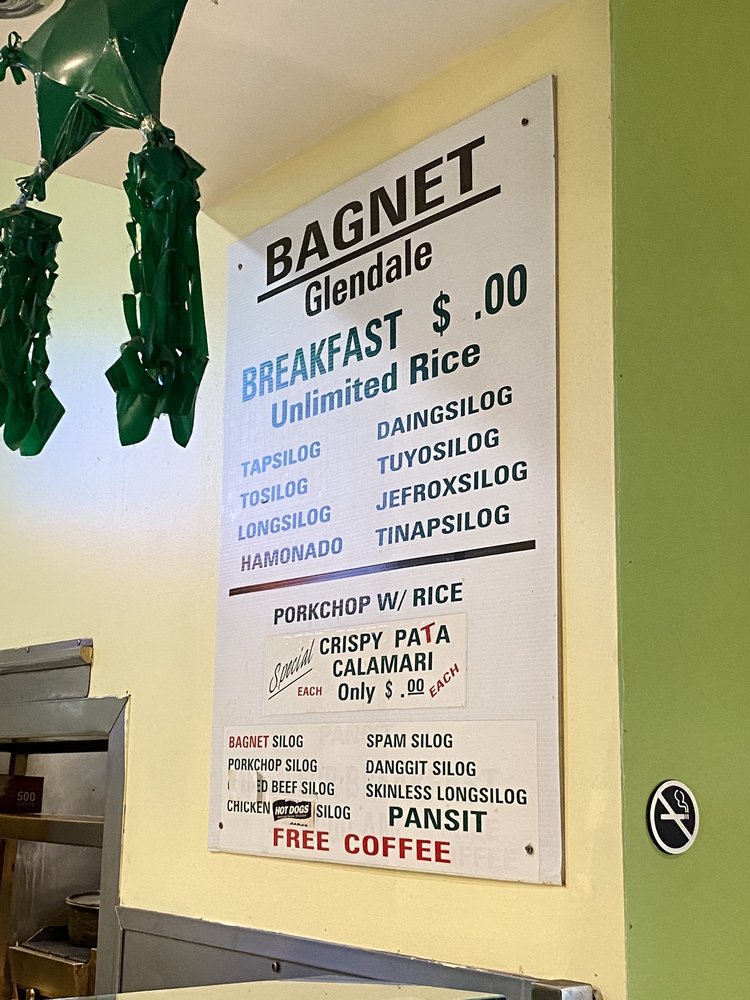 BAGNET
Glendale
BREAKFAST $ .00
Unlimited Rice
TAPSILOG
TOSILOG
LONGSILOG
HAMONADO
DAINGSILOG
TUYOSILOG
JEFROXSILOG
TINAPSILOG
PORKCHOP W/ RICE
Special
CRISPY PATA
CALAMARI
EACH Only $ .00 EACH
BAGNET SILOG
PORKCHOP SILOG
BEEF SILOG
CHICKEN HOT DOGS SILOG
SPAM SILOG
DANGGIT SILOG
SKINLESS LONGSILOG
PANSIT
FREE COFFEE
500